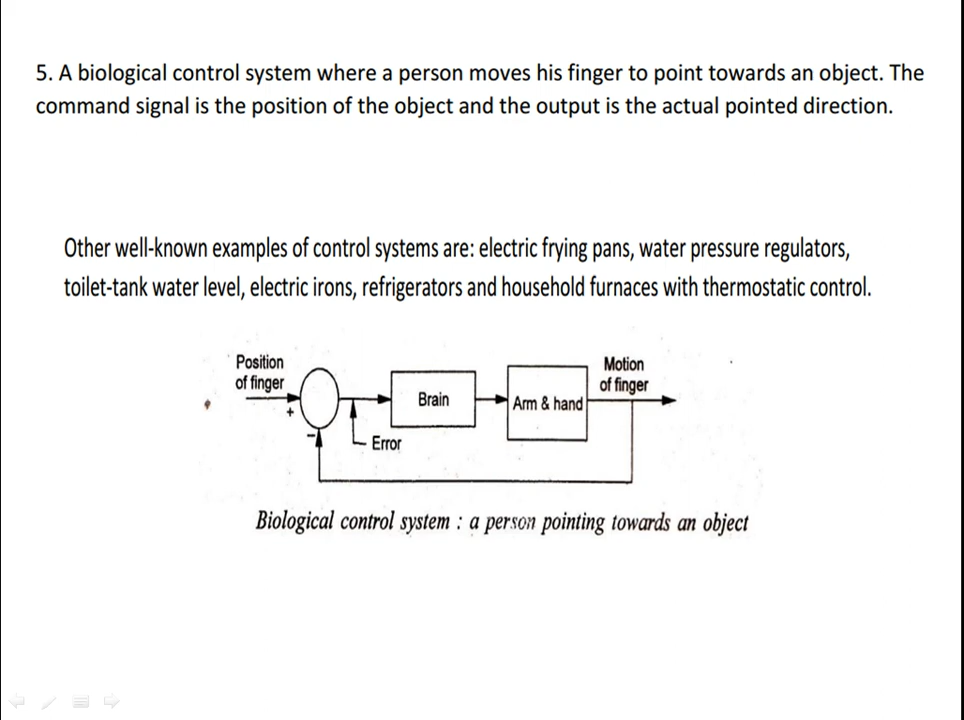 5. A biological control system where a person moves his finger to point towards an object. The
command signal is the position of the object and the output is the actual pointed direction.
Other well-known examples of control systems are: electric frying pans, water pressure regulators,
toilet-tank water level, electric irons, refrigerators and household furnaces with thermostatic control.
Position
of finger
+
−
Error
Brain
Arm & hand
Motion
of finger
Biological control system : a person pointing towards an object